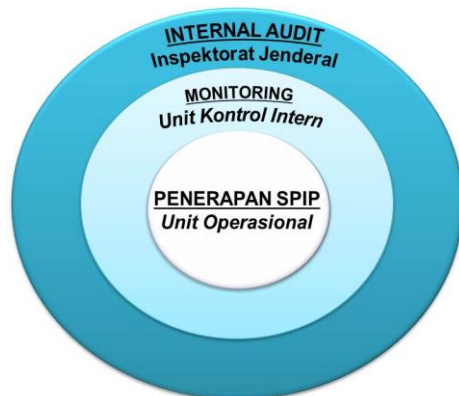 INTERNAL AUDIT
Inspektorat Jenderal
MONITORING
Unit Kontrol Intern
PENERAPAN SPIP
Unit Operasional